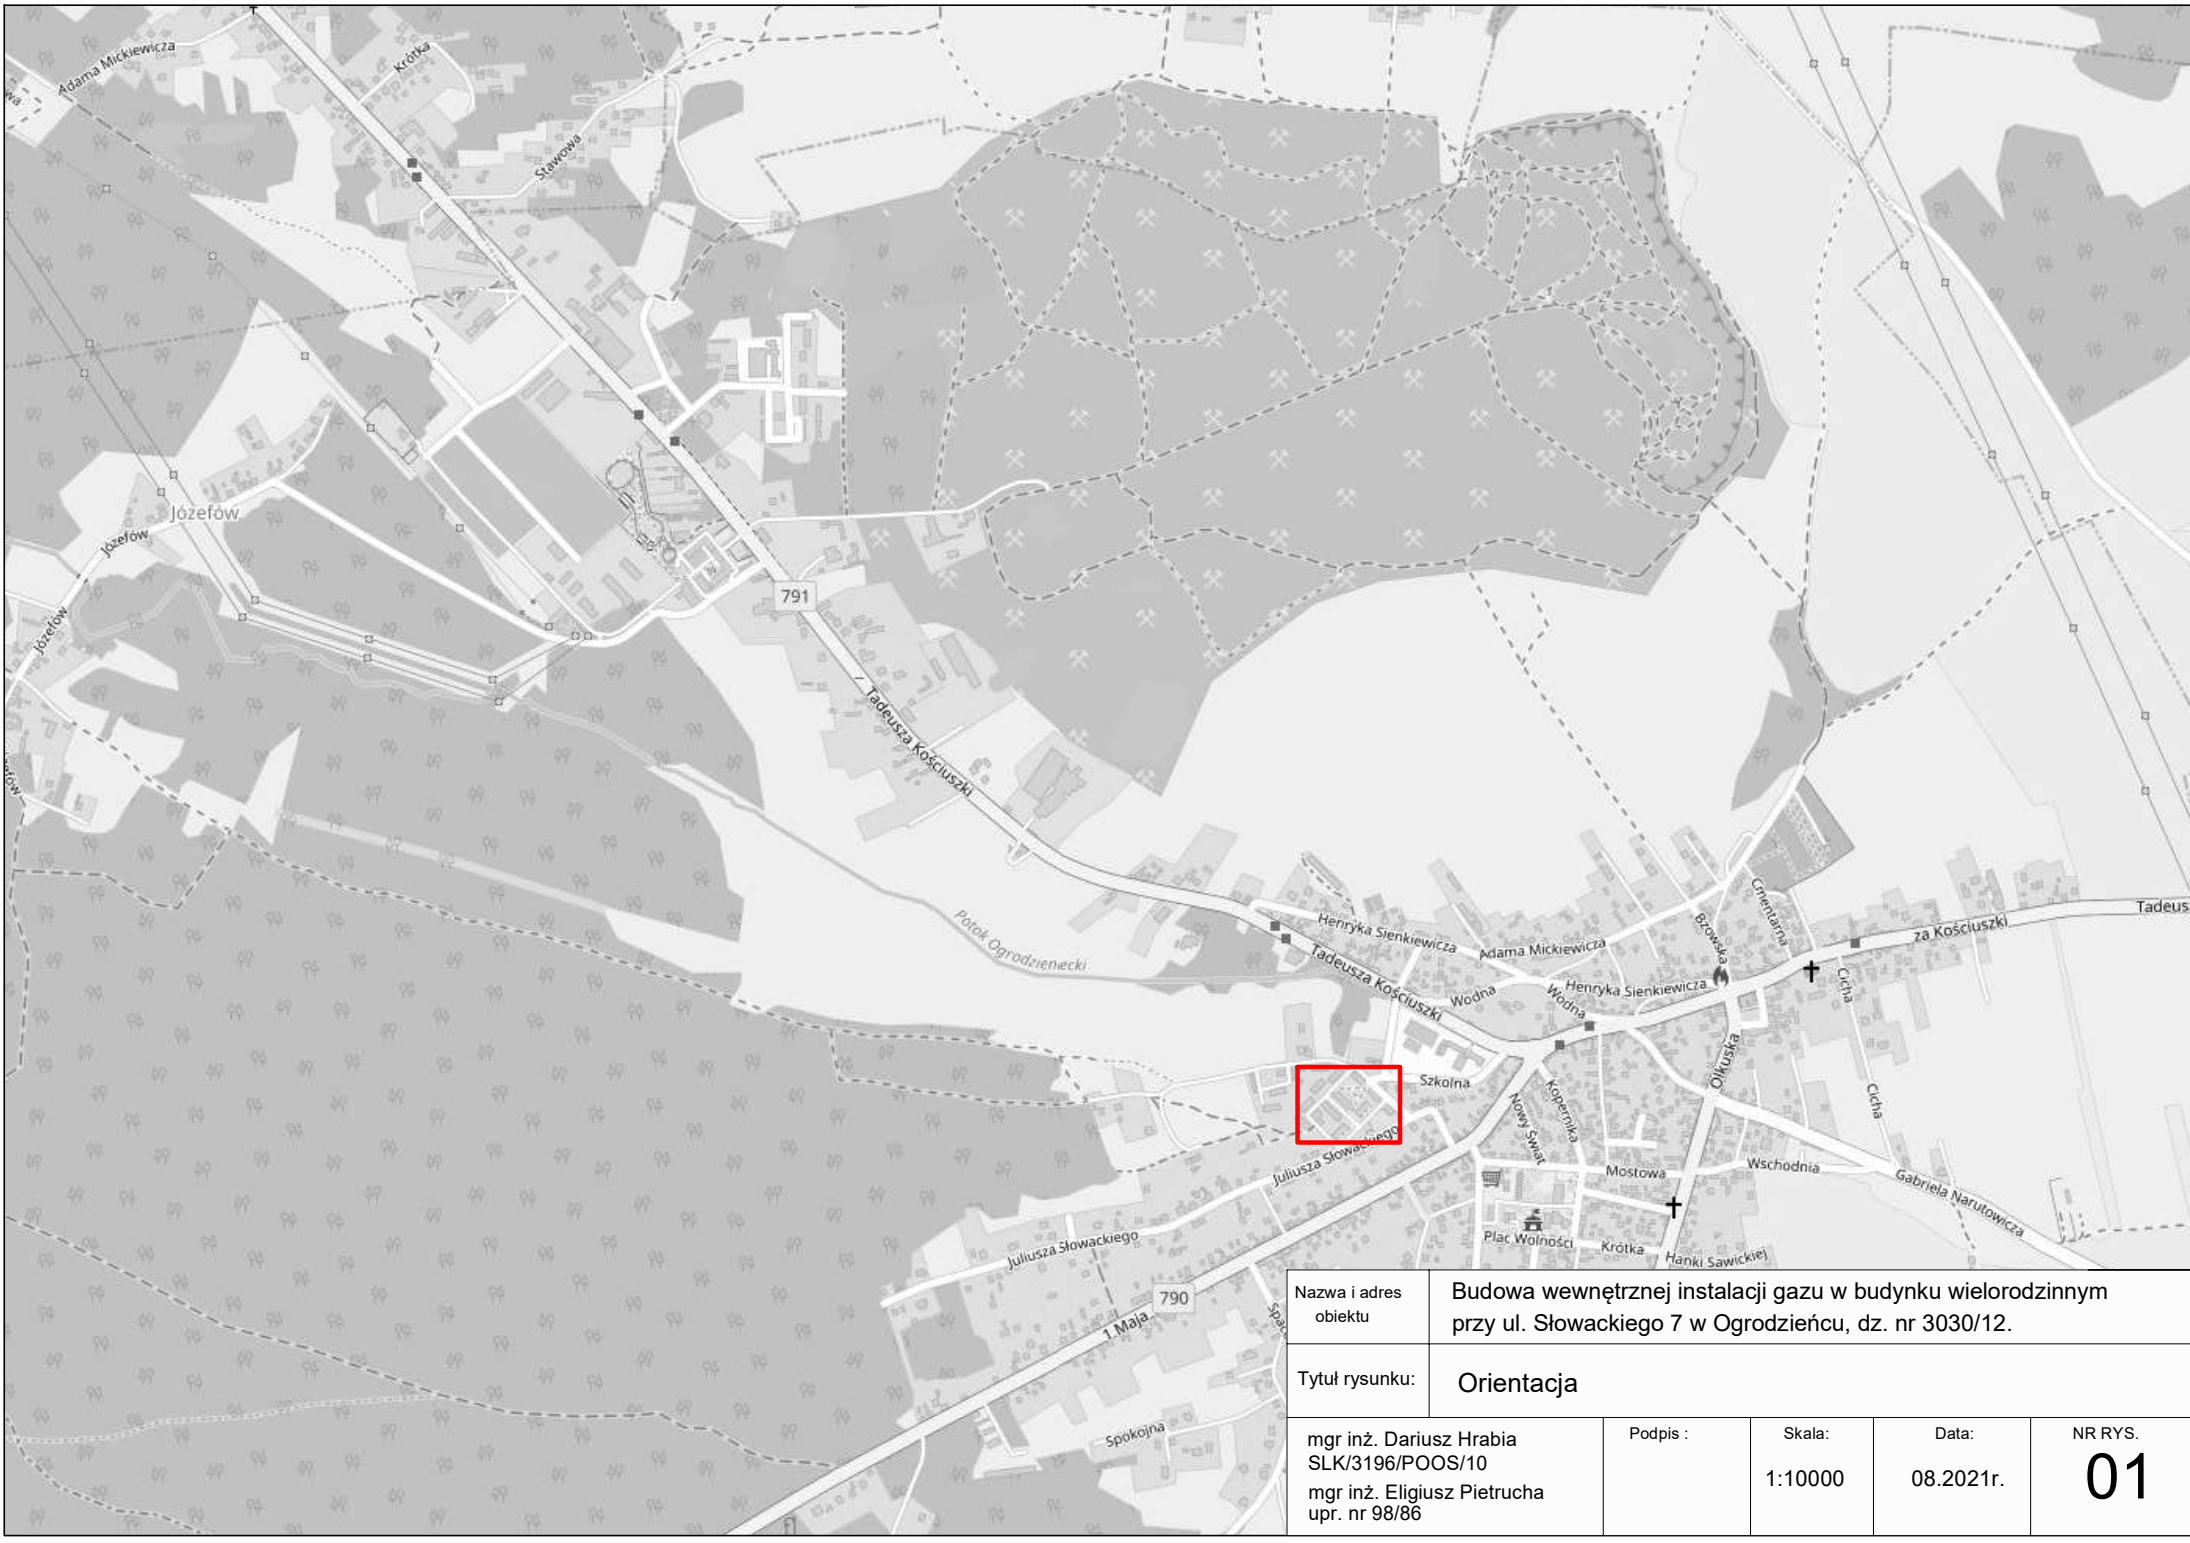 Adama Mickiewicza
Krótka
Stawowa
Józefów
Józefów
Józefów
791
Tadeusza Kościuszki
Potok Ogrodzieniecki
Henryka Sienkiewicza
Adama Mickiewicza
Bzowska
Cmentarna
za Kościuszki
Tadeus
Tadeusza Kościuszki
Wodna
Wodna
Henryka Sienkiewicza
Cicha
Olkuska
Szkolna
Kopernika
Nowy Świat
Cicha
Juliusza Słowackiego
Mostowa
Wschodnia
Gabriela Narutowicza
Plac Wolności
Krótka
Hanki Sawickiej
Juliusza Słowackiego
790
1 Maja
Spokojna
Nazwa i adres
obiektu
Budowa wewnętrznej instalacji gazu w budynku wielorodzinnym
przy ul. Słowackiego 7 w Ogrodzieńcu, dz. nr 3030/12.
Tytuł rysunku:
Orientacja
mgr inż. Dariusz Hrabia
SLK/3196/POOS/10
mgr inż. Eligiusz Pietrucha
upr. nr 98/86
Podpis :
Skala:
1:10000
Data:
08.2021r.
NR RYS.
01